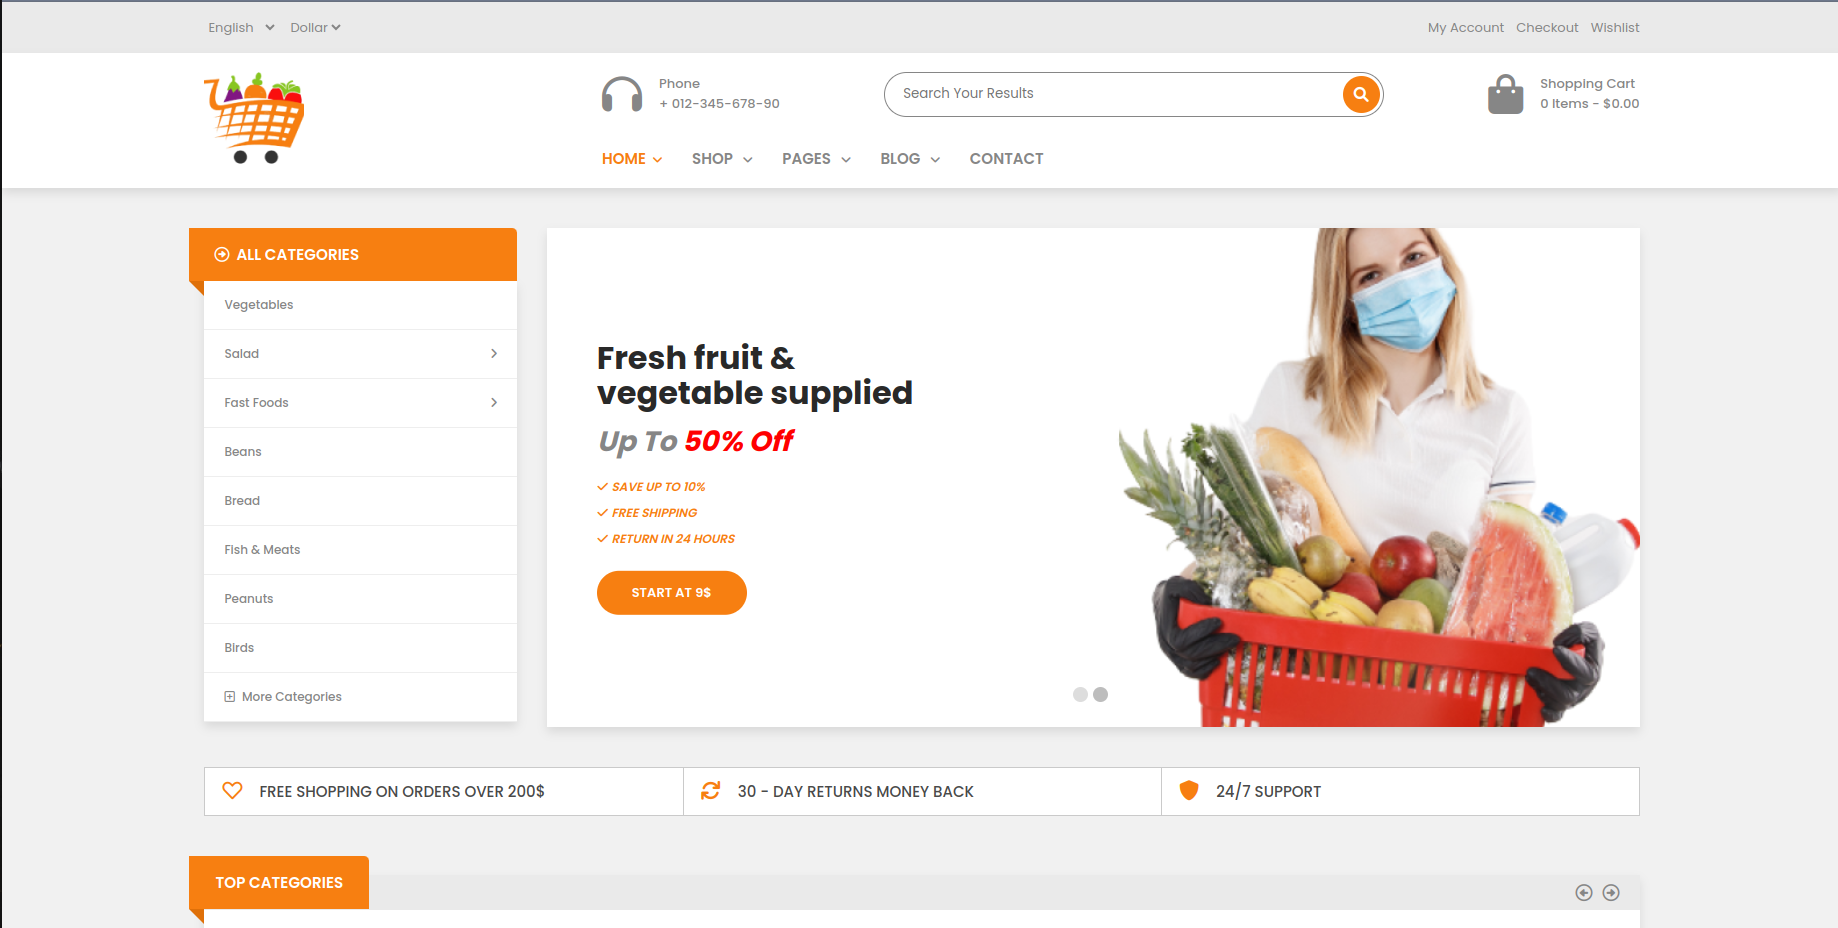 English
Dollar
My Account
Checkout
Wishlist
Phone
+ 012-345-678-90
Search Your Results
Shopping Cart
0 Items - $0.00
HOME
SHOP
PAGES
BLOG
CONTACT
ALL CATEGORIES
Vegetables
Salad
Fast Foods
Beans
Bread
Fish & Meats
Peanuts
Birds
More Categories
Fresh fruit &
vegetable supplied
Up To 50% Off
SAVE UP TO 10%
FREE SHIPPING
RETURN IN 24 HOURS
START AT 9$
FREE SHOPPING ON ORDERS OVER 200$
30 - DAY RETURNS MONEY BACK
24/7 SUPPORT
TOP CATEGORIES